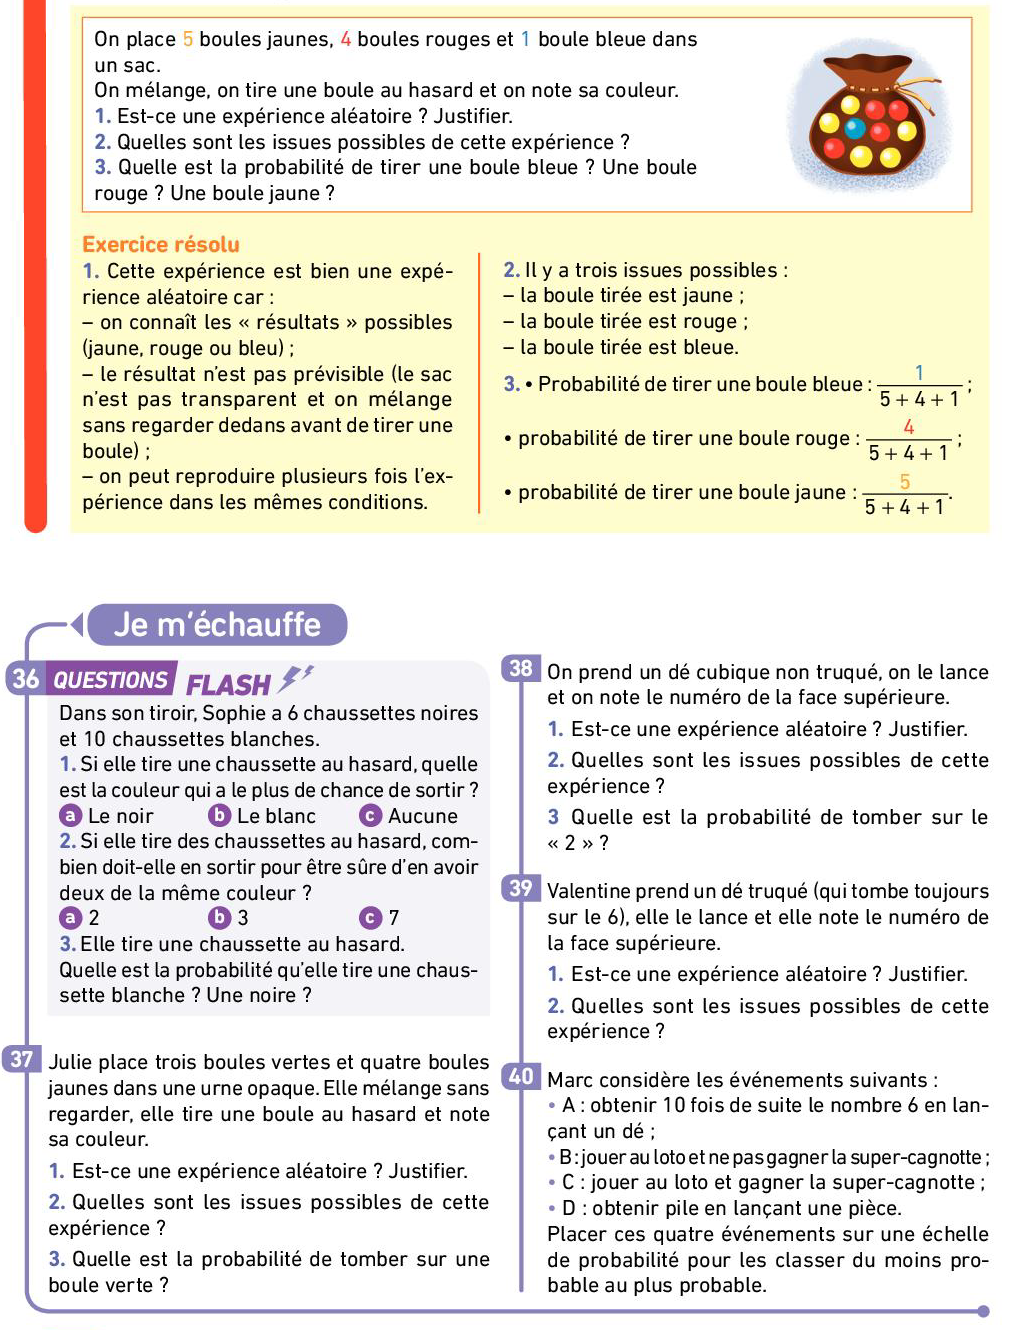 On place 5 boules jaunes, 4 boules rouges et 1 boule bleue dans
un sac.
On mélange, on tire une boule au hasard et on note sa couleur.
1. Est-ce une expérience aléatoire ? Justifier.
2. Quelles sont les issues possibles de cette expérience ?
3. Quelle est la probabilité de tirer une boule bleue ? Une boule
rouge ? Une boule jaune ?
Exercice résolu
1. Cette expérience est bien une expé-
rience aléatoire car :
– on connaît les « résultats » possibles
(jaune, rouge ou bleu) ;
– le résultat n'est pas prévisible (le sac
n'est pas transparent et on mélange
sans regarder dedans avant de tirer une
boule) ;
– on peut reproduire plusieurs fois l'ex-
périence dans les mêmes conditions.
2. Il y a trois issues possibles :
– la boule tirée est jaune ;
– la boule tirée est rouge ;
– la boule tirée est bleue.
3. • Probabilité de tirer une boule bleue : 1/(5 + 4 + 1) ;
• probabilité de tirer une boule rouge : 4/(5 + 4 + 1) ;
• probabilité de tirer une boule jaune : 5/(5 + 4 + 1).
Je m'échauffe
36 QUESTIONS FLASH
Dans son tiroir, Sophie a 6 chaussettes noires
et 10 chaussettes blanches.
1. Si elle tire une chaussette au hasard, quelle
est la couleur qui a le plus de chance de sortir ?
a Le noir b Le blanc c Aucune
2. Si elle tire des chaussettes au hasard, com-
bien doit-elle en sortir pour être sûre d'en avoir
deux de la même couleur ?
a 2 b 3 c 7
3. Elle tire une chaussette au hasard.
Quelle est la probabilité qu'elle tire une chaus-
sette blanche ? Une noire ?
37 Julie place trois boules vertes et quatre boules
jaunes dans une urne opaque. Elle mélange sans
regarder, elle tire une boule au hasard et note
sa couleur.
1. Est-ce une expérience aléatoire ? Justifier.
2. Quelles sont les issues possibles de cette
expérience ?
3. Quelle est la probabilité de tomber sur une
boule verte ?
38 On prend un dé cubique non truqué, on le lance
et on note le numéro de la face supérieure.
1. Est-ce une expérience aléatoire ? Justifier.
2. Quelles sont les issues possibles de cette
expérience ?
3 Quelle est la probabilité de tomber sur le
« 2 » ?
39 Valentine prend un dé truqué (qui tombe toujours
sur le 6), elle le lance et elle note le numéro de
la face supérieure.
1. Est-ce une expérience aléatoire ? Justifier.
2. Quelles sont les issues possibles de cette
expérience ?
40 Marc considère les événements suivants :
• A : obtenir 10 fois de suite le nombre 6 en lan-
çant un dé ;
• B : jouer au loto et ne pas gagner la super-cagnotte ;
• C : jouer au loto et gagner la super-cagnotte ;
• D : obtenir pile en lançant une pièce.
Placer ces quatre événements sur une échelle
de probabilité pour les classer du moins pro-
bable au plus probable.